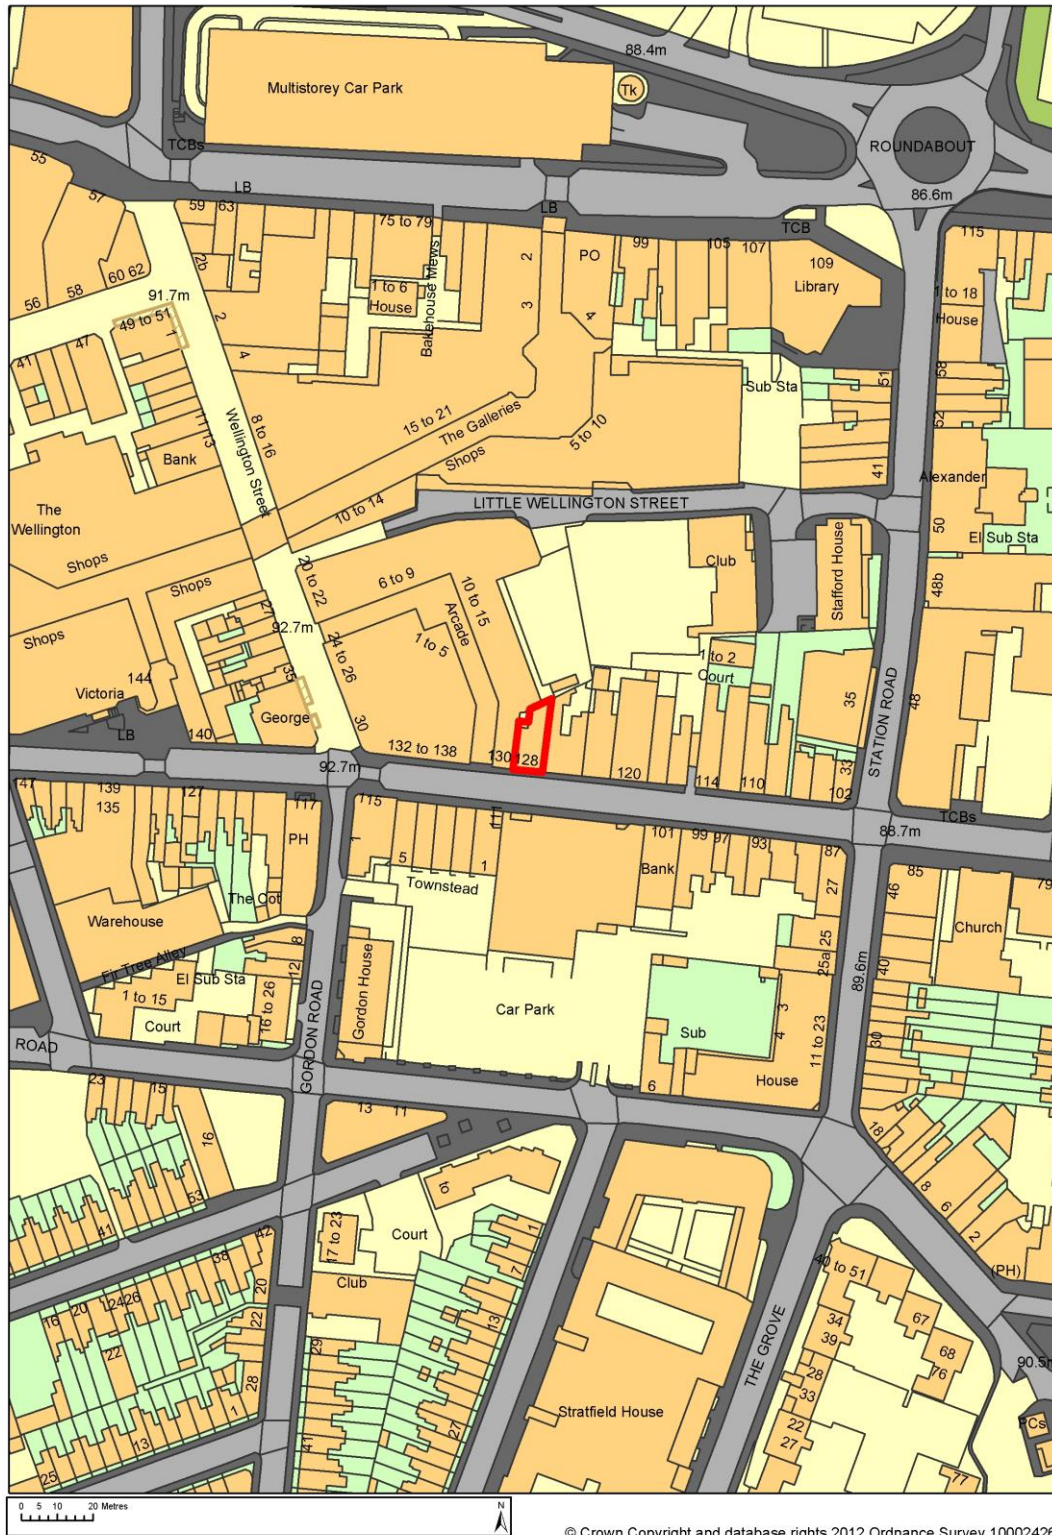 88.4m
Multistorey Car Park
Tk
ROUNDABOUT
TCBs
86.6m
55
LB
LB
57
59
63
75 to 79
TCB
99
105
107
115
109
Library
PO
2
2b
60 62
58
56
91.7m
1 to 6
House
Bakehouse Mews
3
4
1 to 18
House
49 to 51
1
2
4
47
41
58
52
51
Sub Sta
15 to 21
The Galleries
Shops
5 to 10
8 to 16
Wellington Street
11
13
Bank
41
Alexander
The
Wellington
10 to 14
LITTLE WELLINGTON STREET
50
El Sub Sta
Shops
Shops
Shops
20 to 22
6 to 9
10 to 15
Arcade
1 to 5
Club
Stafford House
48b
27
92.7m
24 to 26
35
1 to 2
Court
144
Victoria
George
30
35
STATION ROAD
48
LB
140
132 to 138
130
128
120
114
110
33
102
92.7m
TCBs
88.7m
147
139
135
127
117
PH
115
1
5
1
111
101
99
97
93
87
Bank
27
Townstead
The Cot
Warehouse
85
46
79
Church
Fir Tree Alley
8
12
El Sub Sta
25
25a
89.6m
40
1 to 15
Court
16 to 26
Gordon House
Car Park
Sub
3
4
11 to 23
30
ROAD
GORDON ROAD
House
6
23
15
16
13
11
18
8
6
2
53
41
to
Court
1
7
17 to 23
Club
(PH)
42
38
20
16
20
24
26
22
22
28
1
13
25
29
41
13
27
THE GROVE
Stratfield House
40 to 51
34
39
28
33
22
27
67
68
76
90.5m
PCs
77
0 5 10 20 Metres
N
© Crown Copyright and database rights 2012 Ordnance Survey 10002426